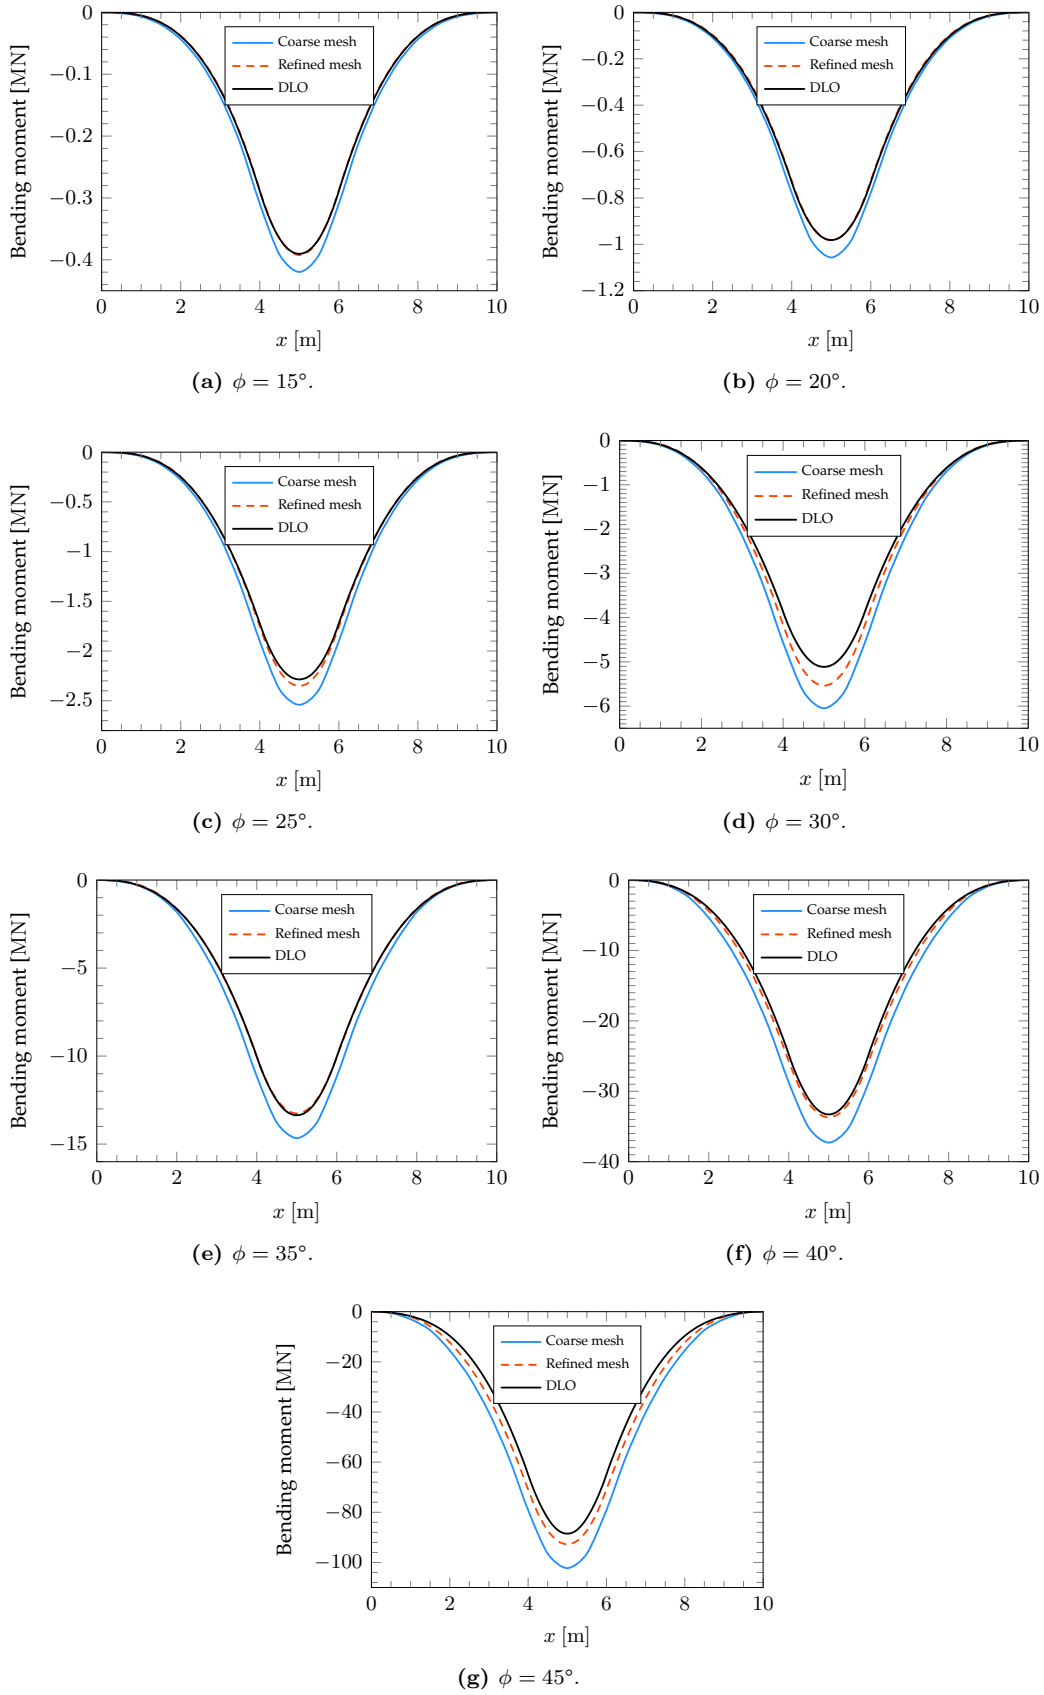 Bending moment [MN]
0
−0.1
−0.2
−0.3
−0.4
Coarse mesh
Refined mesh
DLO
0 2 4 6 8 10
x [m]
(a) ϕ = 15°.
Bending moment [MN]
0
−0.2
−0.4
−0.6
−0.8
−1
−1.2
Coarse mesh
Refined mesh
DLO
0 2 4 6 8 10
x [m]
(b) ϕ = 20°.
Bending moment [MN]
0
−0.5
−1
−1.5
−2
−2.5
Coarse mesh
Refined mesh
DLO
0 2 4 6 8 10
x [m]
(c) ϕ = 25°.
Bending moment [MN]
0
−1
−2
−3
−4
−5
−6
Coarse mesh
Refined mesh
DLO
0 2 4 6 8 10
x [m]
(d) ϕ = 30°.
Bending moment [MN]
0
−5
−10
−15
Coarse mesh
Refined mesh
DLO
0 2 4 6 8 10
x [m]
(e) ϕ = 35°.
Bending moment [MN]
0
−10
−20
−30
−40
Coarse mesh
Refined mesh
DLO
0 2 4 6 8 10
x [m]
(f) ϕ = 40°.
Bending moment [MN]
0
−20
−40
−60
−80
−100
Coarse mesh
Refined mesh
DLO
0 2 4 6 8 10
x [m]
(g) ϕ = 45°.